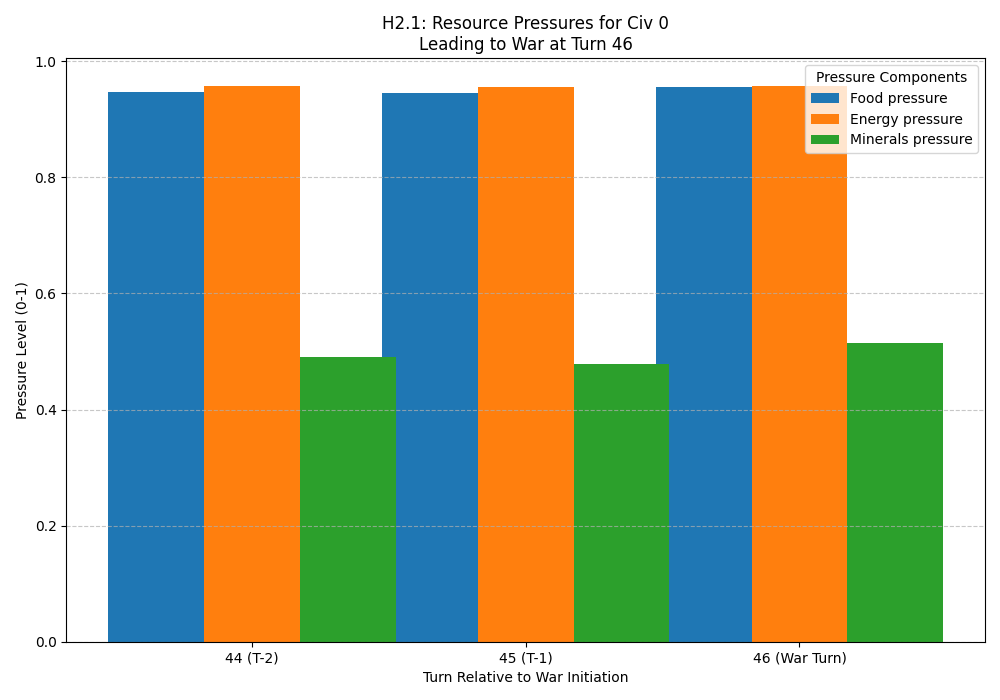 H2.1: Resource Pressures for Civ 0
Leading to War at Turn 46
Pressure Components
Food pressure
Energy pressure
Minerals pressure
Pressure Level (0-1)
1.0
0.8
0.6
0.4
0.2
0.0
44 (T-2)
45 (T-1)
46 (War Turn)
Turn Relative to War Initiation